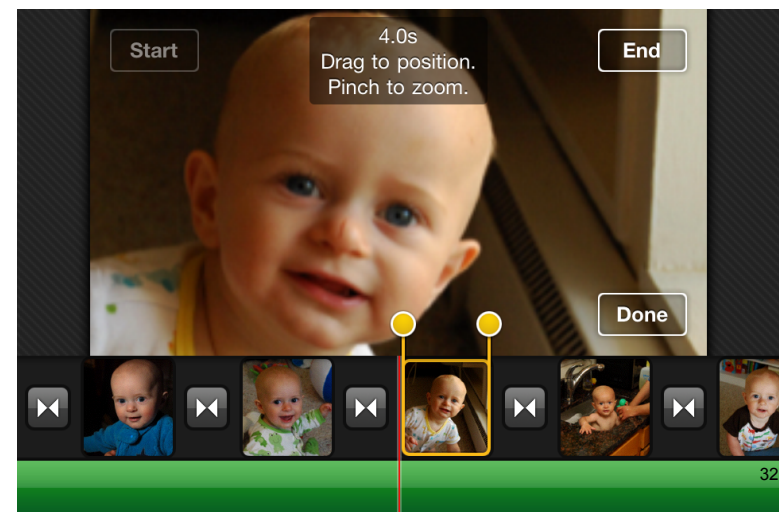 Start
4.0s
Drag to position.
Pinch to zoom.
End
Done
32